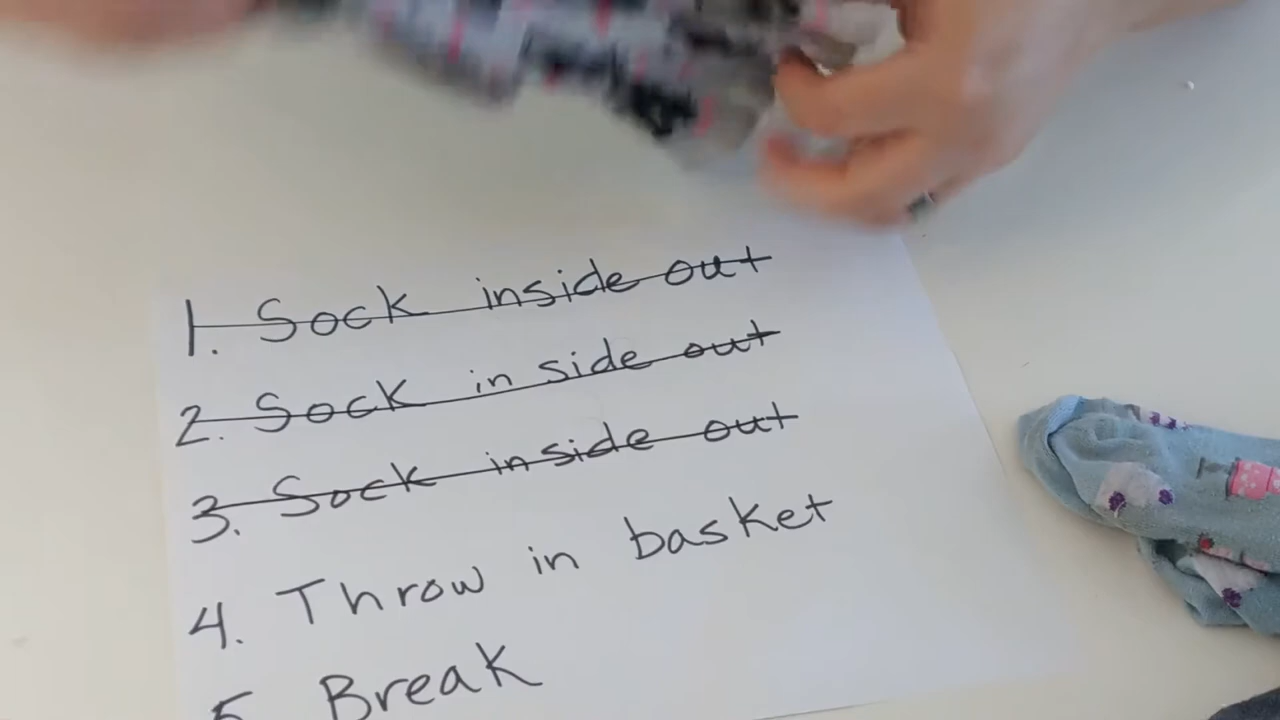 1. Sock inside out
2. Sock in side out
3. Sock inside out
4. Throw in basket
5. Break